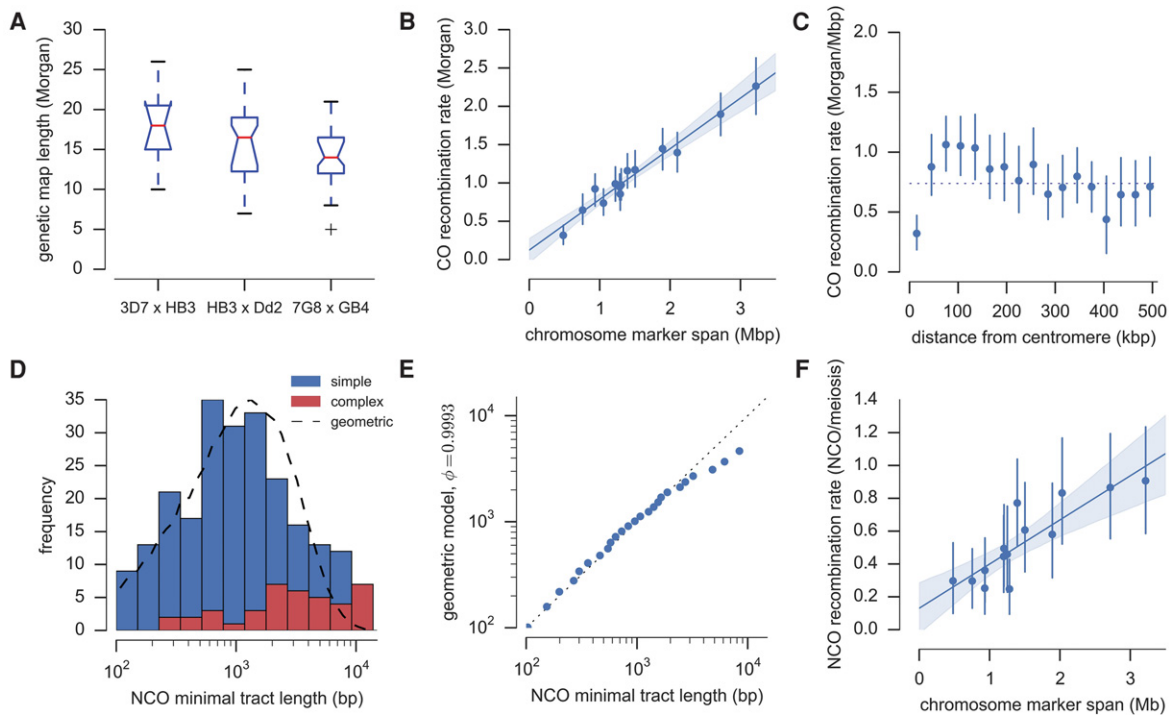 A
genetic map length (Morgan)
30
25
20
15
10
5
0
3D7 x HB3
HB3 x Dd2
7G8 x GB4
B
CO recombination rate (Morgan)
3.0
2.5
2.0
1.5
1.0
0.5
0.0
0
1
2
3
chromosome marker span (Mbp)
C
CO recombination rate (Morgan/Mbp)
2.0
1.5
1.0
0.5
0.0
0
100
200
300
400
500
distance from centromere (kbp)
D
frequency
35
30
25
20
15
10
5
0
simple
complex
geometric
10²
10³
10⁴
NCO minimal tract length (bp)
E
geometric model, ϕ=0.9993
10⁴
10³
10²
10²
10³
10⁴
NCO minimal tract length (bp)
F
NCO recombination rate (NCO/meiosis)
1.4
1.2
1.0
0.8
0.6
0.4
0.2
0.0
0
1
2
3
chromosome marker span (Mb)